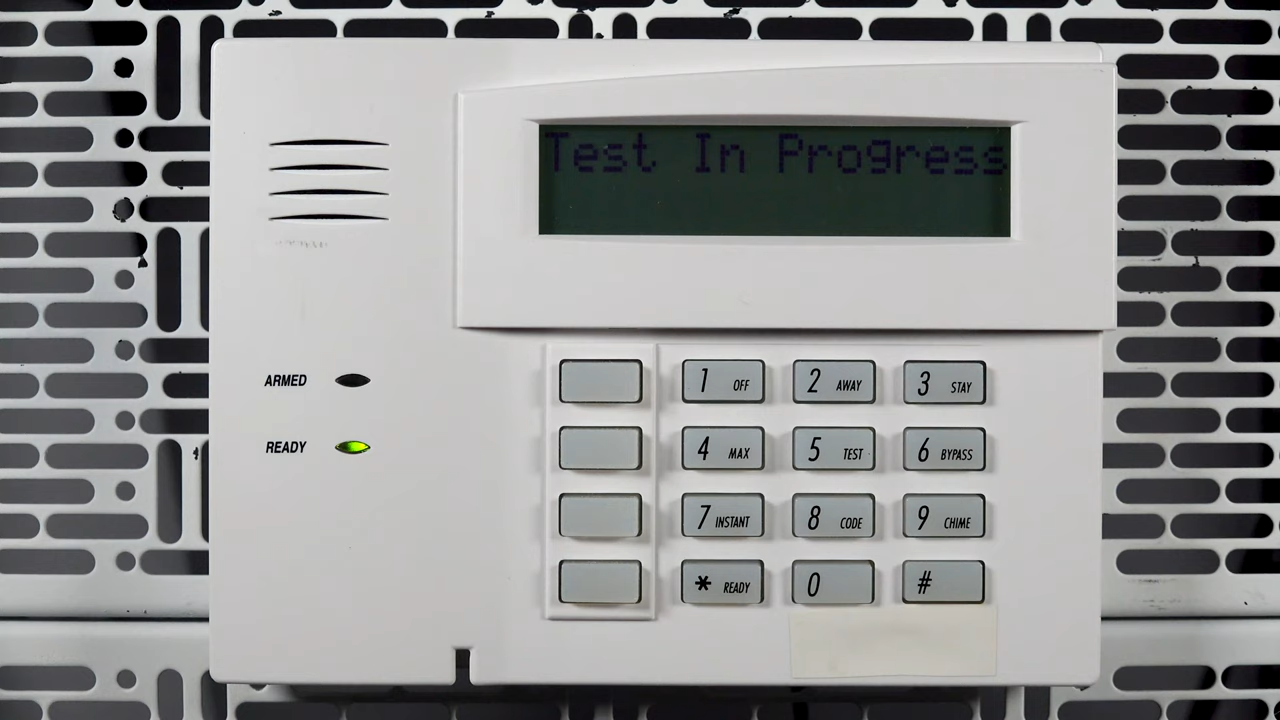 Test In Progress
ARMED
READY
1 OFF
2 AWAY
3 STAY
4 MAX
5 TEST
6 BYPASS
7 INSTANT
8 CODE
9 CHIME
* READY
0
#